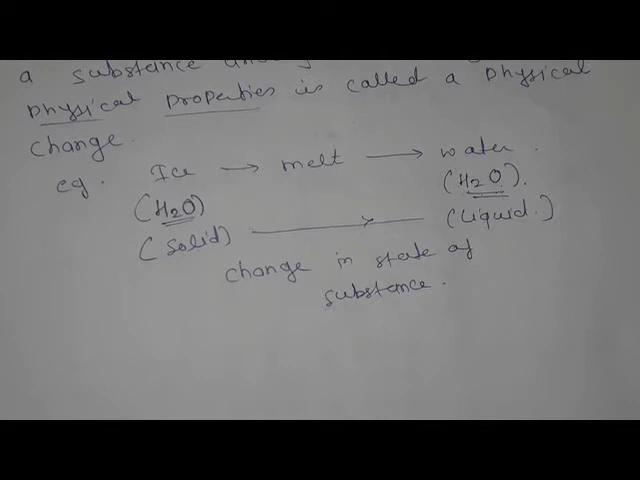 a substance
physical properties is called a physical
change.
eg. Ice → melt → water.
(H2O) (H2O).
(solid) → (liquid.)
change in state of
substance.